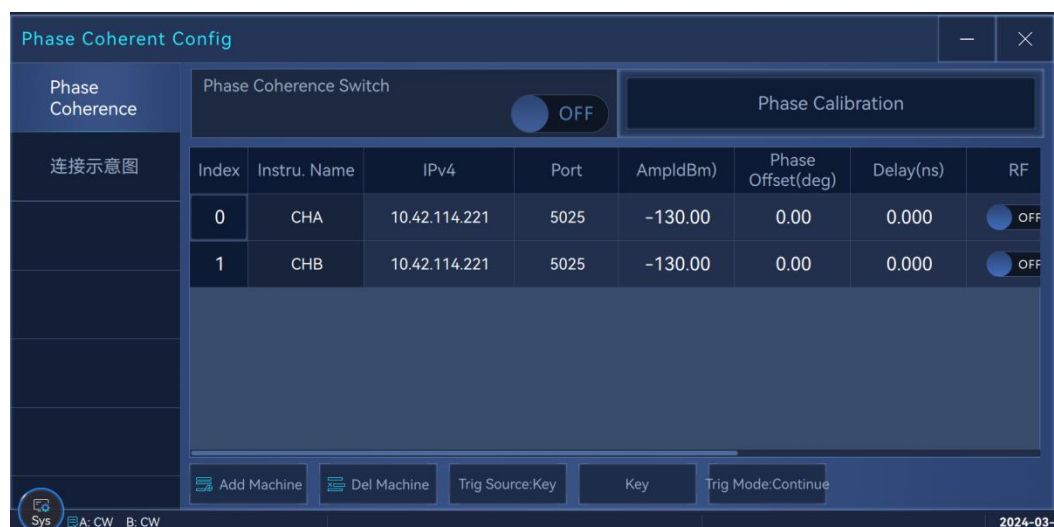 Phase Coherent Config
Phase
Coherence
连接示意图
Phase Coherence Switch
OFF
Phase Calibration
Index Instru. Name IPv4 Port AmpldBm) Phase Offset(deg) Delay(ns) RF
0 CHA 10.42.114.221 5025 -130.00 0.00 0.000 OFF
1 CHB 10.42.114.221 5025 -130.00 0.00 0.000 OFF
Add Machine Del Machine Trig Source:Key Key Trig Mode:Continue
Sys A: CW B: CW 2024-03-